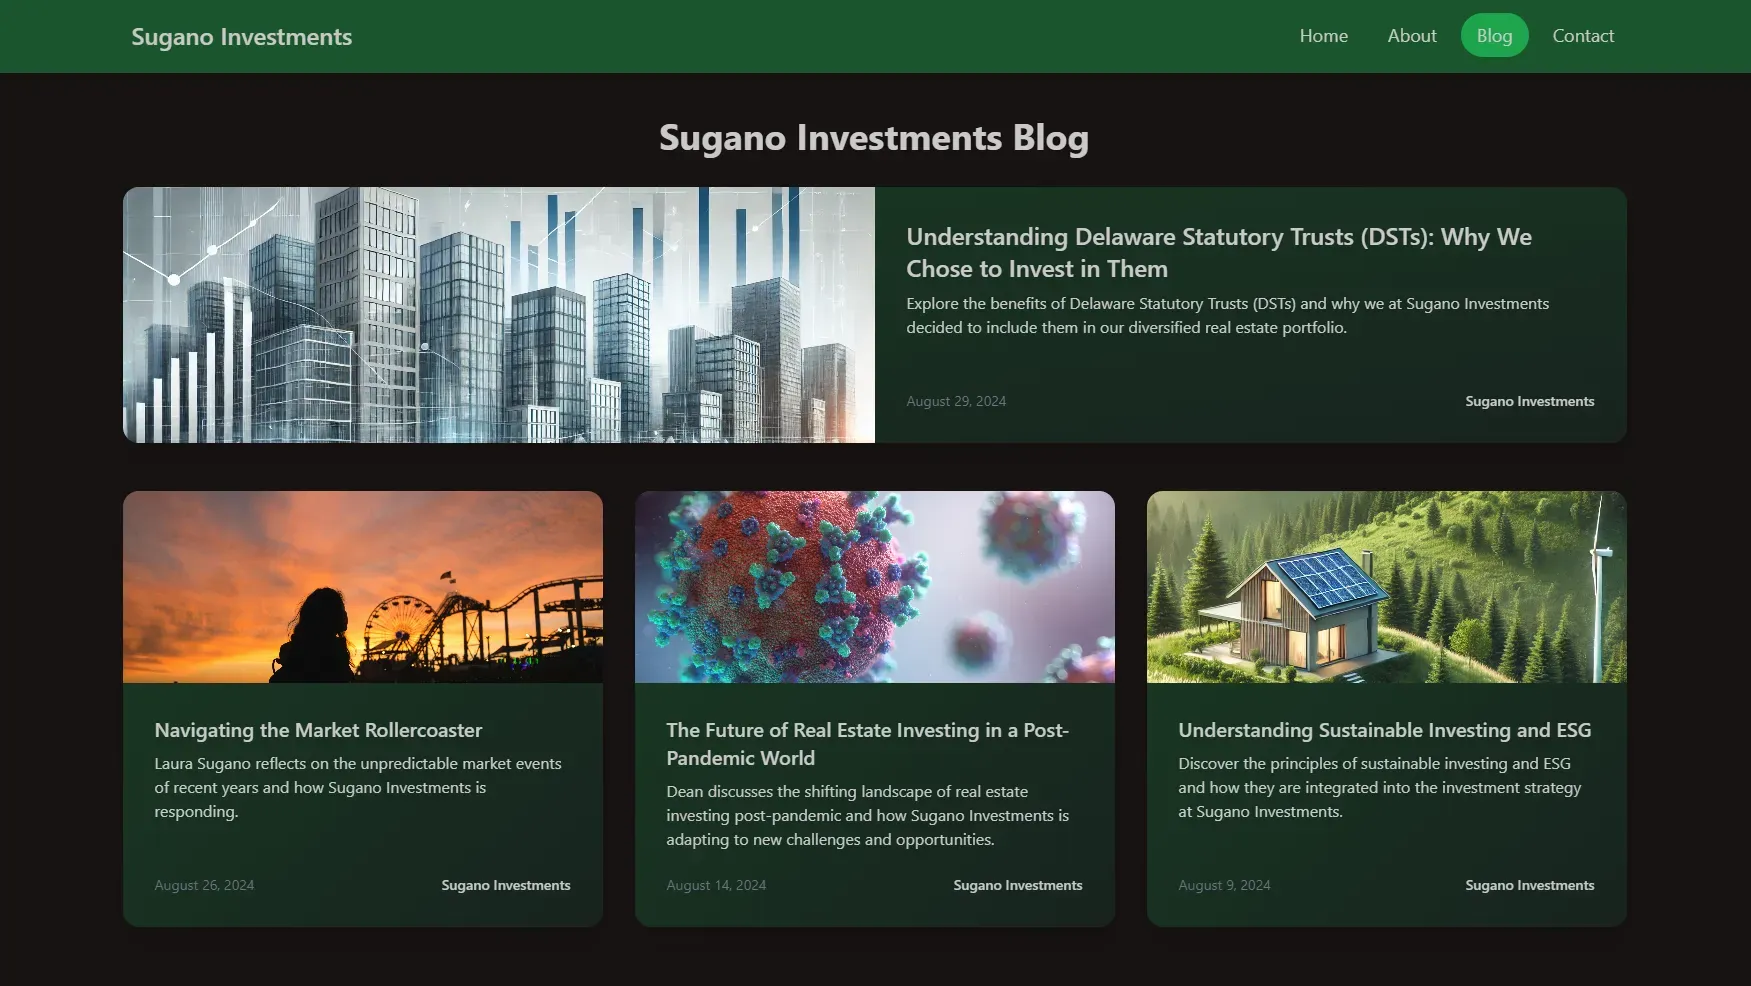 Sugano Investments
Home
About
Blog
Contact
Sugano Investments Blog
Understanding Delaware Statutory Trusts (DSTs): Why We
Chose to Invest in Them
Explore the benefits of Delaware Statutory Trusts (DSTs) and why we at Sugano Investments
decided to include them in our diversified real estate portfolio.
August 29, 2024
Sugano Investments
Navigating the Market Rollercoaster
Laura Sugano reflects on the unpredictable market events
of recent years and how Sugano Investments is
responding.
August 26, 2024
Sugano Investments
The Future of Real Estate Investing in a Post-
Pandemic World
Dean discusses the shifting landscape of real estate
investing post-pandemic and how Sugano Investments is
adapting to new challenges and opportunities.
August 14, 2024
Sugano Investments
Understanding Sustainable Investing and ESG
Discover the principles of sustainable investing and ESG
and how they are integrated into the investment strategy
at Sugano Investments.
August 9, 2024
Sugano Investments